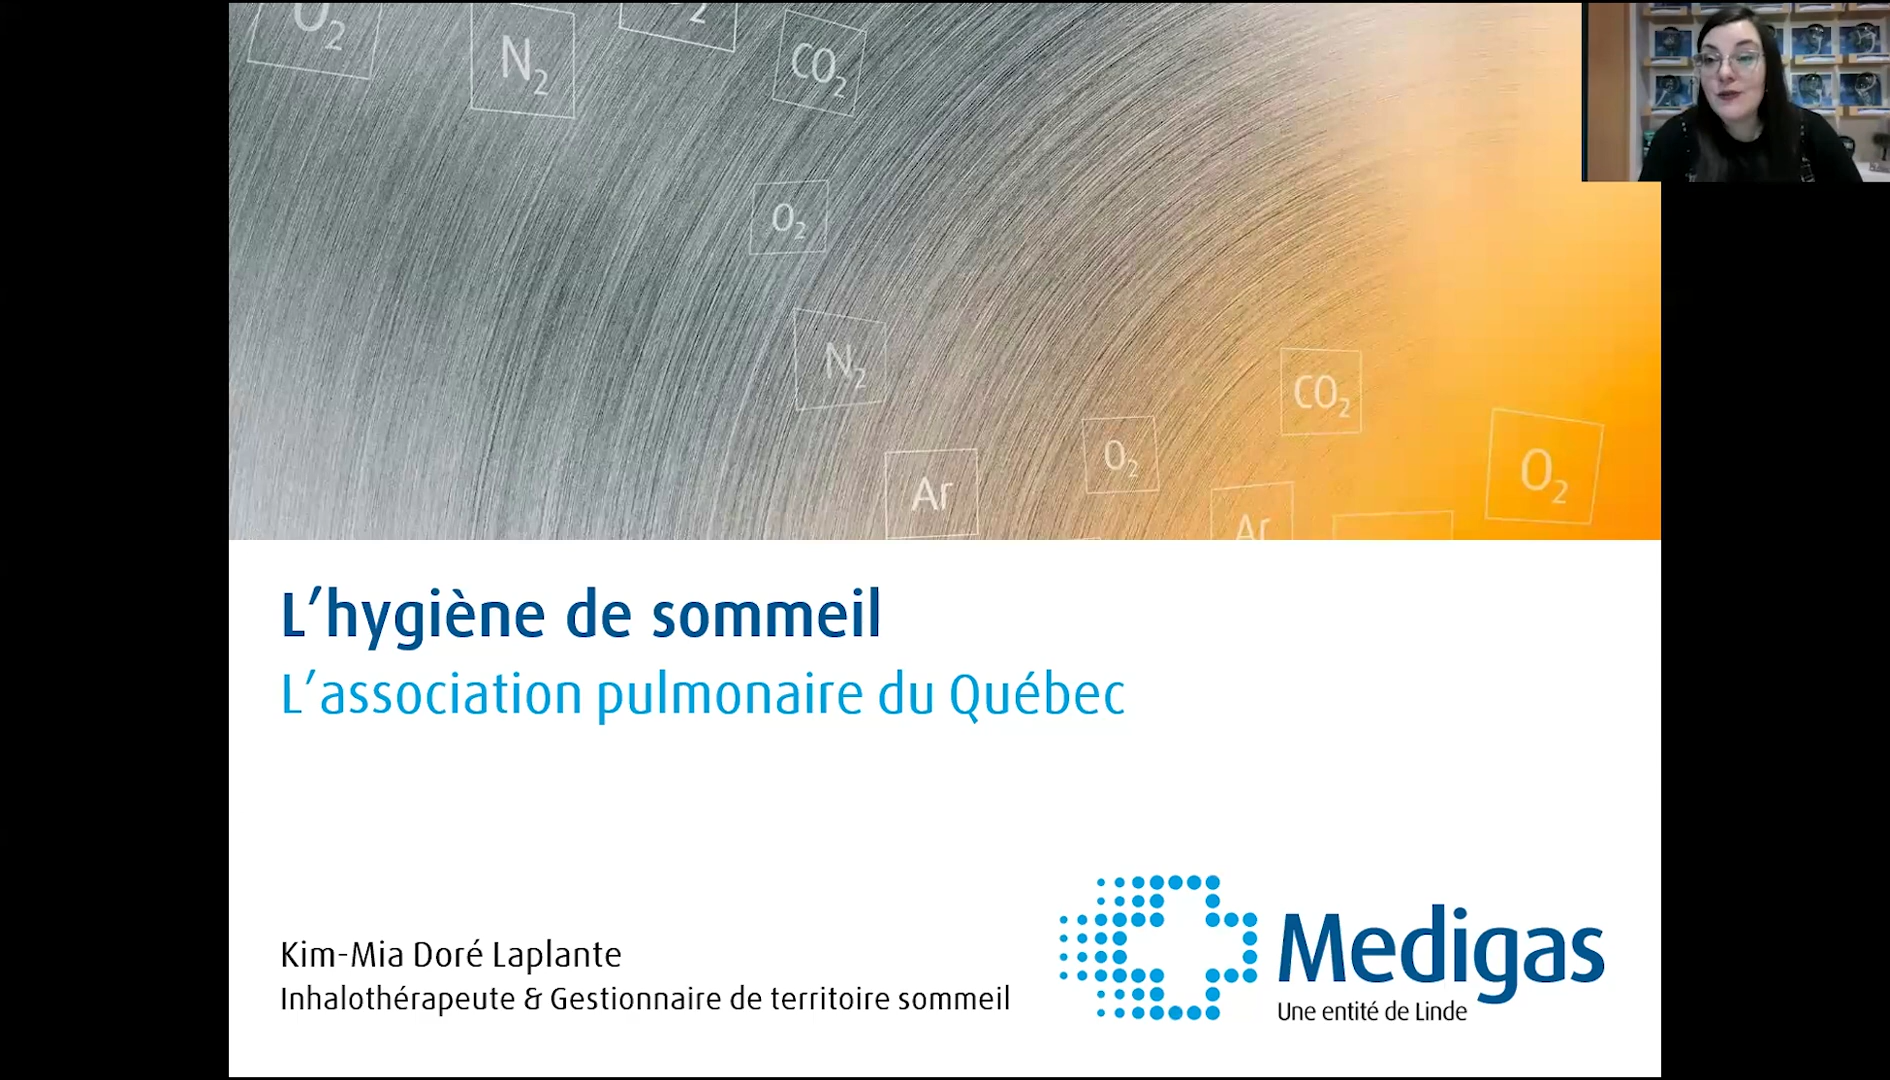 O2
N2
2
CO2
O2
N2
CO2
O2
O2
Ar
Ar
L'hygiène de sommeil
L'association pulmonaire du Québec
Kim-Mia Doré Laplante
Inhalothérapeute & Gestionnaire de territoire sommeil
Medigas
Une entité de Linde